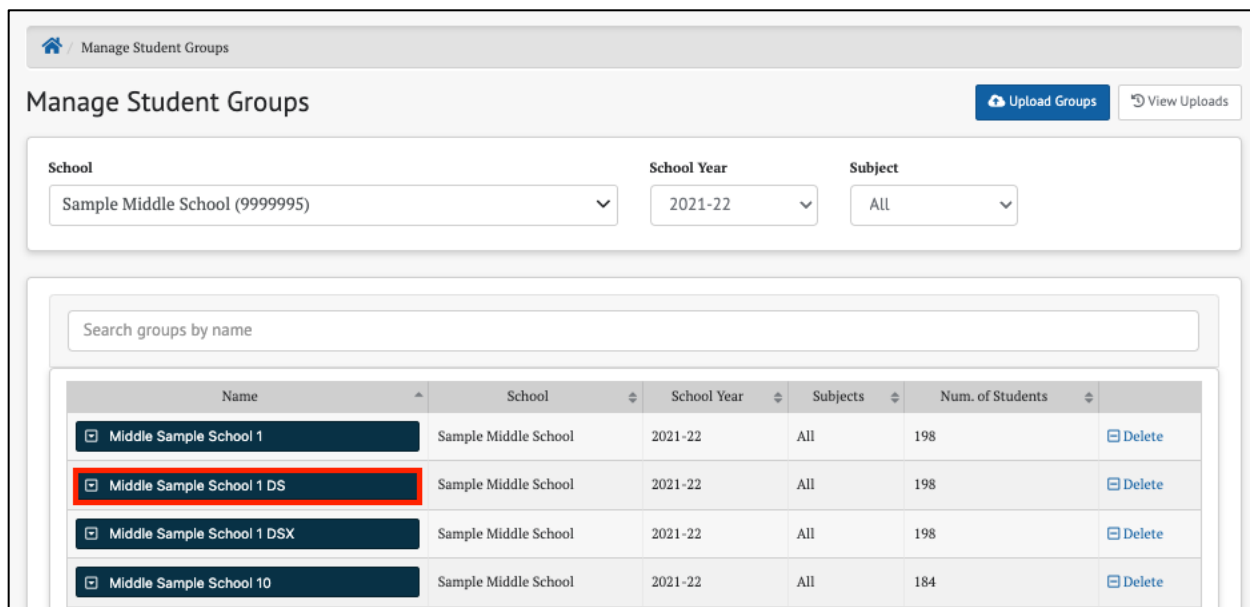 / Manage Student Groups
Manage Student Groups
Upload Groups
View Uploads
School
School Year
Subject
Sample Middle School (9999995)
2021-22
All
Search groups by name
Name School School Year Subjects Num. of Students
Middle Sample School 1 Sample Middle School 2021-22 All 198 Delete
Middle Sample School 1 DS Sample Middle School 2021-22 All 198 Delete
Middle Sample School 1 DSX Sample Middle School 2021-22 All 198 Delete
Middle Sample School 10 Sample Middle School 2021-22 All 184 Delete